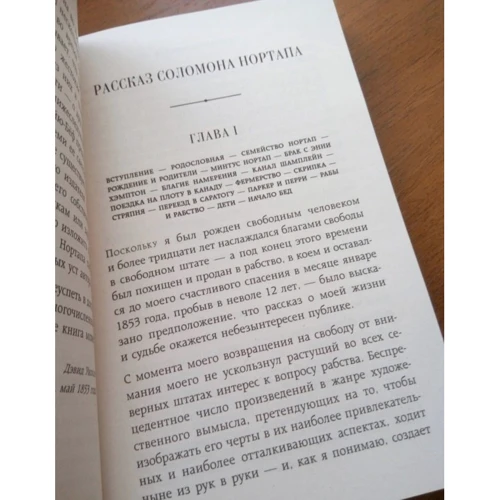 РАССКАЗ СОЛОМОНА НОРТАПА
ГЛАВА I
ВСТУПЛЕНИЕ — РОДОСЛОВНАЯ — СЕМЕЙСТВО НОРТАП —
РОЖДЕНИЕ И РОДИТЕЛИ — МИНТУС НОРТАП — БРАК С ЭННИ
ХЭМПТОН — БЛАГИЕ НАМЕРЕНИЯ — КАНАЛ ШАМПЛЕЙН —
ПОЕЗДКА НА ПЛОТУ В КАНАДУ — ФЕРМЕРСТВО — СКРИПКА —
СТРЯПНЯ — ПЕРЕЕЗД В САРАТОГУ — ПАРКЕР И ПЕРРИ — РАБЫ
И РАБСТВО — ДЕТИ — НАЧАЛО БЕД
Поскольку я был рожден свободным человеком
и более тридцати лет наслаждался благами свободы
в свободном штате — а под конец этого времени
был похищен и продан в рабство, в коем и оставал-
ся до моего счастливого спасения в месяце январе
1853 года, пробыв в неволе 12 лет, — было выска-
зано предположение, что рассказ о моей жизни
и судьбе окажется небезынтересен публике.
С момента моего возвращения на свободу от вни-
мания моего не ускользнул растущий во всех се-
верных штатах интерес к вопросу рабства. Беспре-
цедентное число произведений в жанре художе-
ственного вымысла, претендующих на то, чтобы
изображать его черты в их наиболее привлекатель-
ных и наиболее отталкивающих аспектах, ходит
ныне из рук в руки — и, как я понимаю, создает